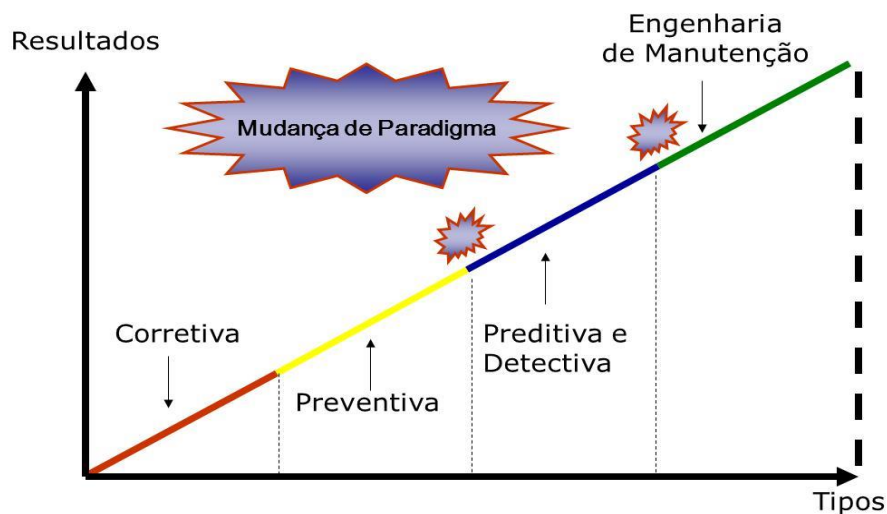 Resultados
Engenharia
de Manutenção
Mudança de Paradigma
Corretiva
Preditiva e
Detectiva
Preventiva
Tipos